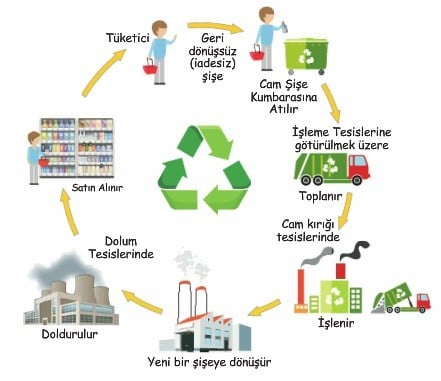 Tüketici
Geri
dönüşsüz
(iadesiz)
şişe
Cam Şişe
Kumbarasına
Atılır
İşleme Tesislerine
götürülmek üzere
Toplanır
Cam kırığı
tesislerinde
İşlenir
Yeni bir şişeye dönüşür
Dolum
Tesislerinde
Doldurulur
Satın Alınır